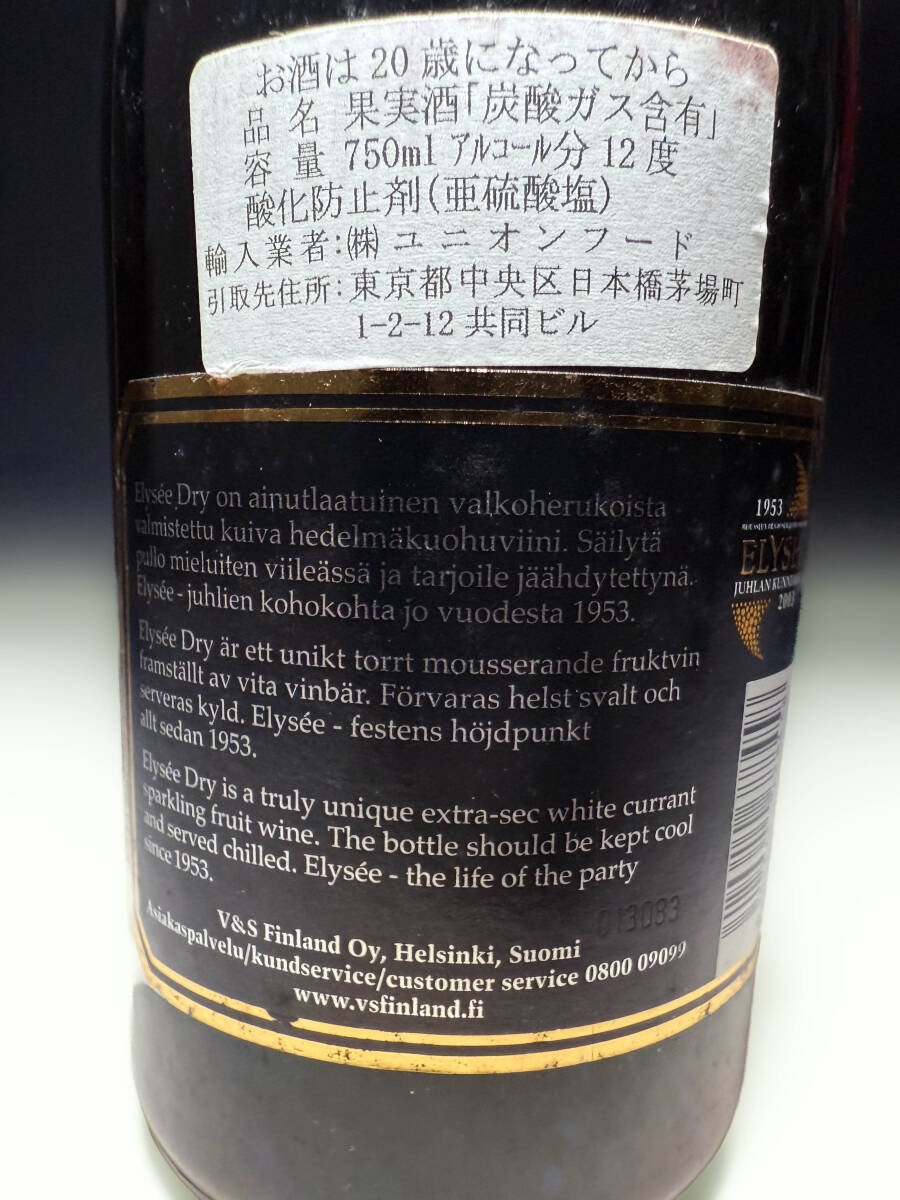 お酒は20歳になってから
品名 果実酒「炭酸ガス含有」
容量 750ml アルコール分12度
酸化防止剤(亜硫酸塩)
輸入業者:㈱ユニオンフード
引取先住所:東京都中央区日本橋茅場町
1-2-12共同ビル
Elysée Dry on ainutlaatuinen valkoherukoista
valmistettu kuiva hedelmäkuohuviini. Säilytä
pullo mieluiten viileässä ja tarjoile jäähdytettynä.
Elysée - juhlien kohokohta jo vuodesta 1953.
Elysée Dry är ett unikt torrt mousserande fruktvin
framställt av vita vinbär. Förvaras helst svalt och
serveras kyld. Elysée - festens höjdpunkt
allt sedan 1953.
Elysée Dry is a truly unique extra-sec white currant
sparkling fruit wine. The bottle should be kept cool
and served chilled. Elysée - the life of the party
since 1953.
013083
V&S Finland Oy, Helsinki, Suomi
Asiakaspalvelu/kundservice/customer service 0800 09099
www.vsfinland.fi
1953
ELYS
JUHLAN